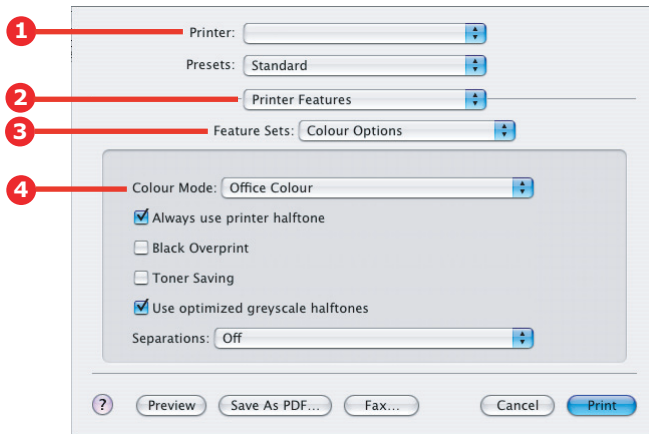 1 Printer:
Presets: Standard
2 Printer Features
3 Feature Sets: Colour Options
4 Colour Mode: Office Colour
Always use printer halftone
Black Overprint
Toner Saving
Use optimized greyscale halftones
Separations: Off
? Preview Save As PDF... Fax... Cancel Print